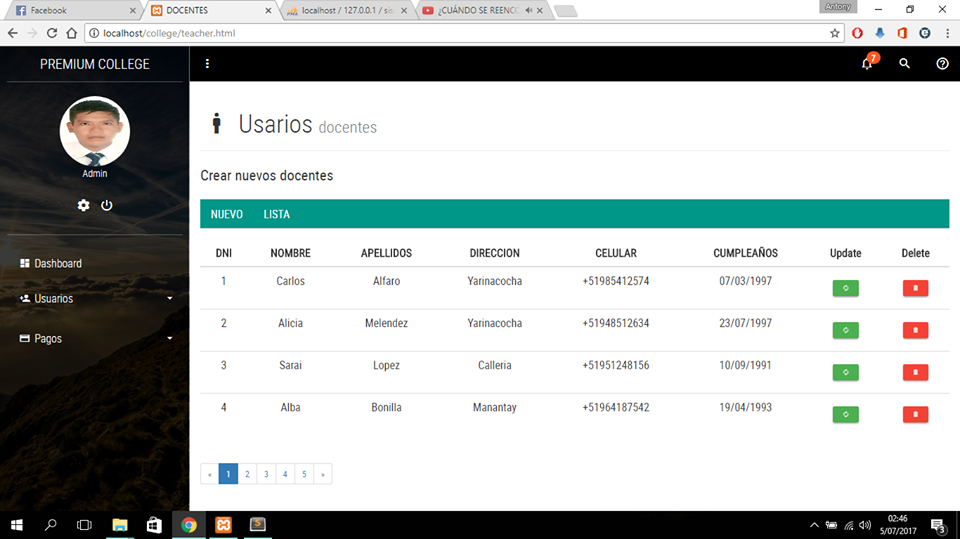 Facebook
DOCENTES
localhost / 127.0.0.1 / sis
¿CUÁNDO SE REENCO
Antony
localhost/college/teacher.html
PREMIUM COLLEGE
7
Admin
Usarios docentes
Crear nuevos docentes
NUEVO LISTA
Dashboard
Usuarios
Pagos
DNI NOMBRE APELLIDOS DIRECCION CELULAR CUMPLEAÑOS Update Delete
1 Carlos Alfaro Yarinacocha +51985412574 07/03/1997
2 Alicia Melendez Yarinacocha +51948512634 23/07/1997
3 Sarai Lopez Calleria +51951248156 10/09/1991
4 Alba Bonilla Manantay +51964187542 19/04/1993
« 1 2 3 4 5 »
02:46
5/07/2017
3